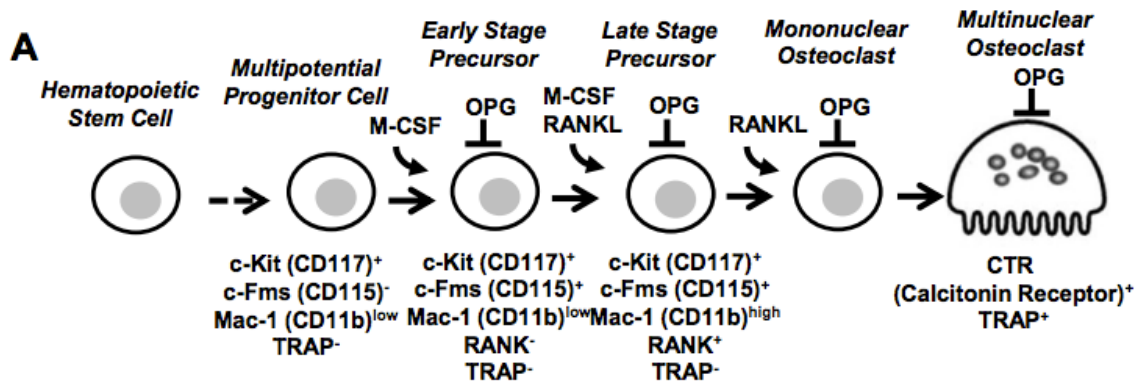 A
Hematopoietic
Stem Cell
Multipotential
Progenitor Cell
Early Stage
Precursor
Late Stage
Precursor
Mononuclear
Osteoclast
Multinuclear
Osteoclast
M-CSF
OPG
M-CSF
RANKL
OPG
RANKL
OPG
OPG
c-Kit (CD117)⁺
c-Fms (CD115)⁻
Mac-1 (CD11b)ˡᵒʷ
TRAP⁻
c-Kit (CD117)⁺
c-Fms (CD115)⁺
Mac-1 (CD11b)ˡᵒʷ
RANK⁻
TRAP⁻
c-Kit (CD117)⁺
c-Fms (CD115)⁺
Mac-1 (CD11b)ʰⁱᵍʰ
RANK⁺
TRAP⁻
CTR
(Calcitonin Receptor)⁺
TRAP⁺